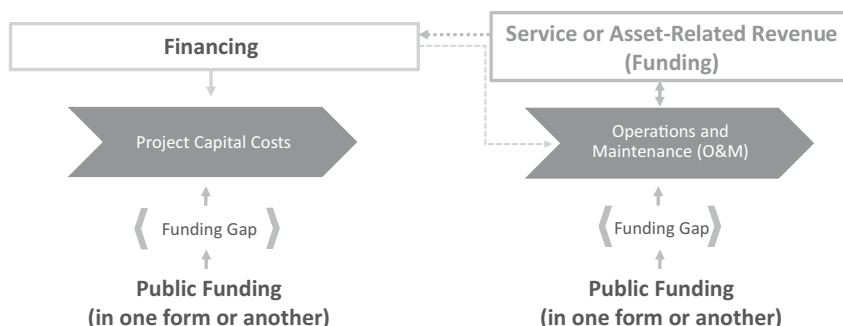 Financing
Service or Asset-Related Revenue
(Funding)
Project Capital Costs
Operations and
Maintenance (O&M)
Funding Gap
Funding Gap
Public Funding
(in one form or another)
Public Funding
(in one form or another)